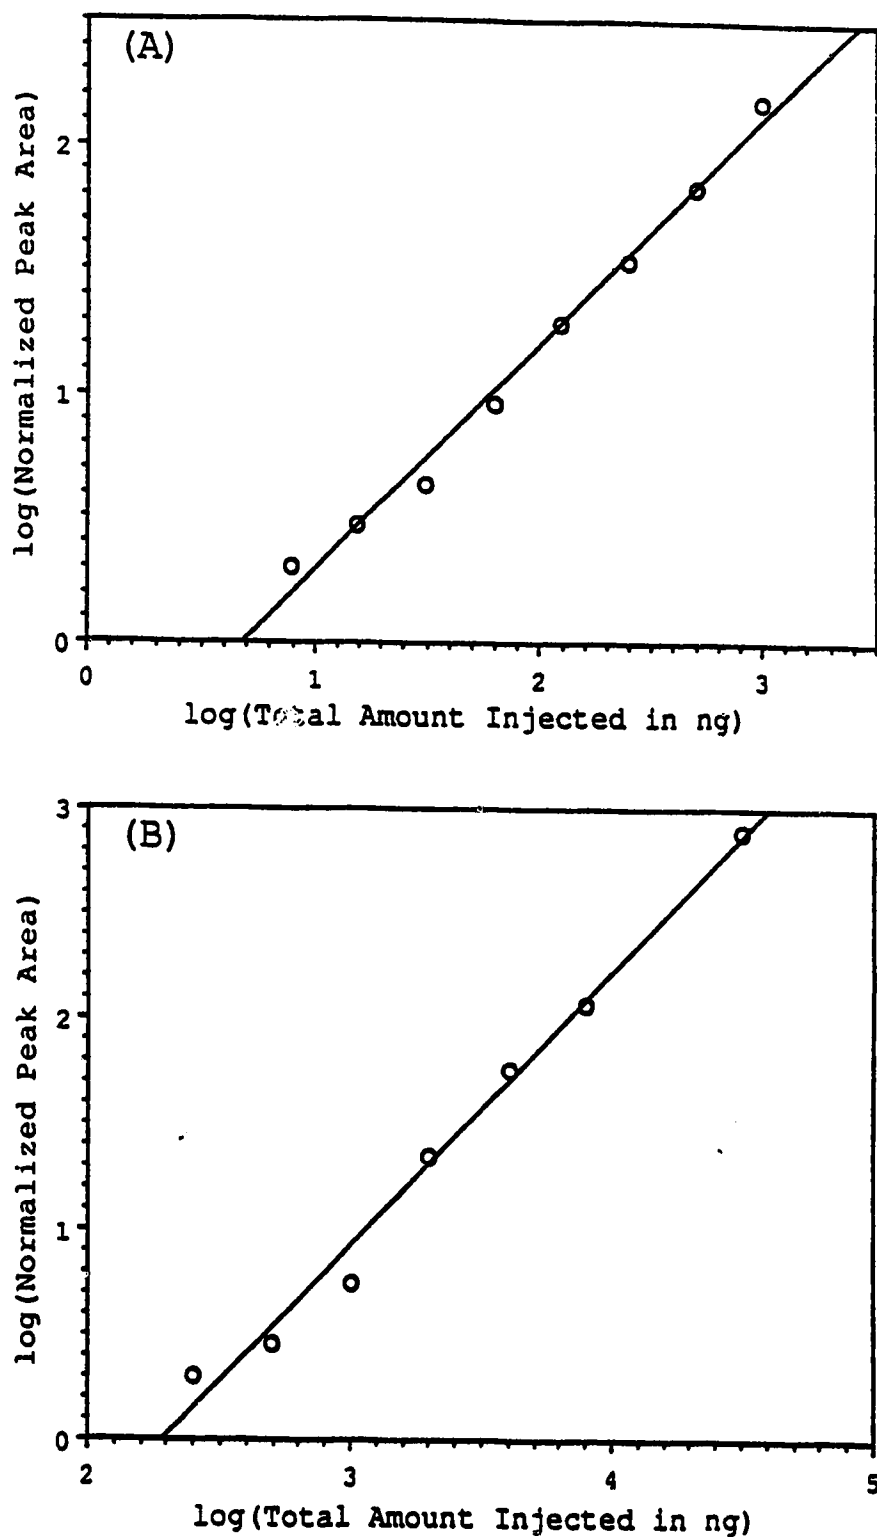 (A)
log(Normalized Peak Area)
2
1
0
0 1 2 3
log(Total Amount Injected in ng)
(B)
log(Normalized Peak Area)
3
2
1
0
2 3 4 5
log(Total Amount Injected in ng)